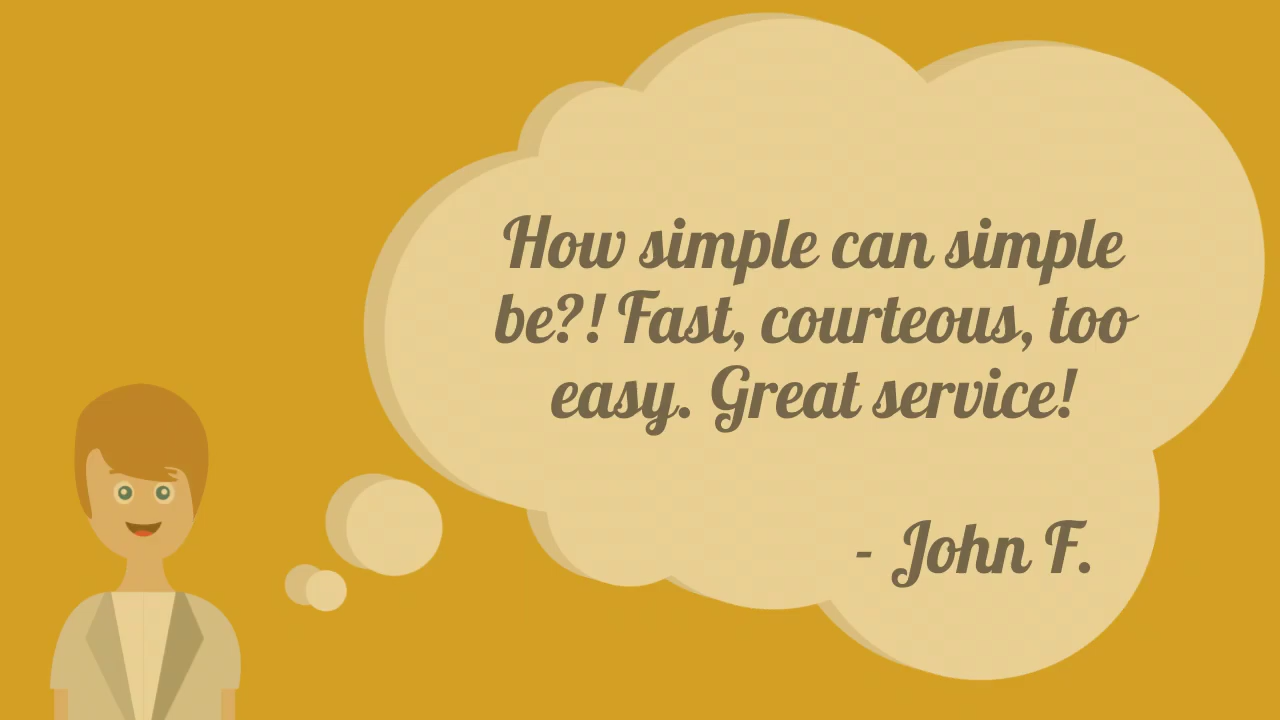 How simple can simple
be?! Fast, courteous, too
easy. Great service!
- John F.